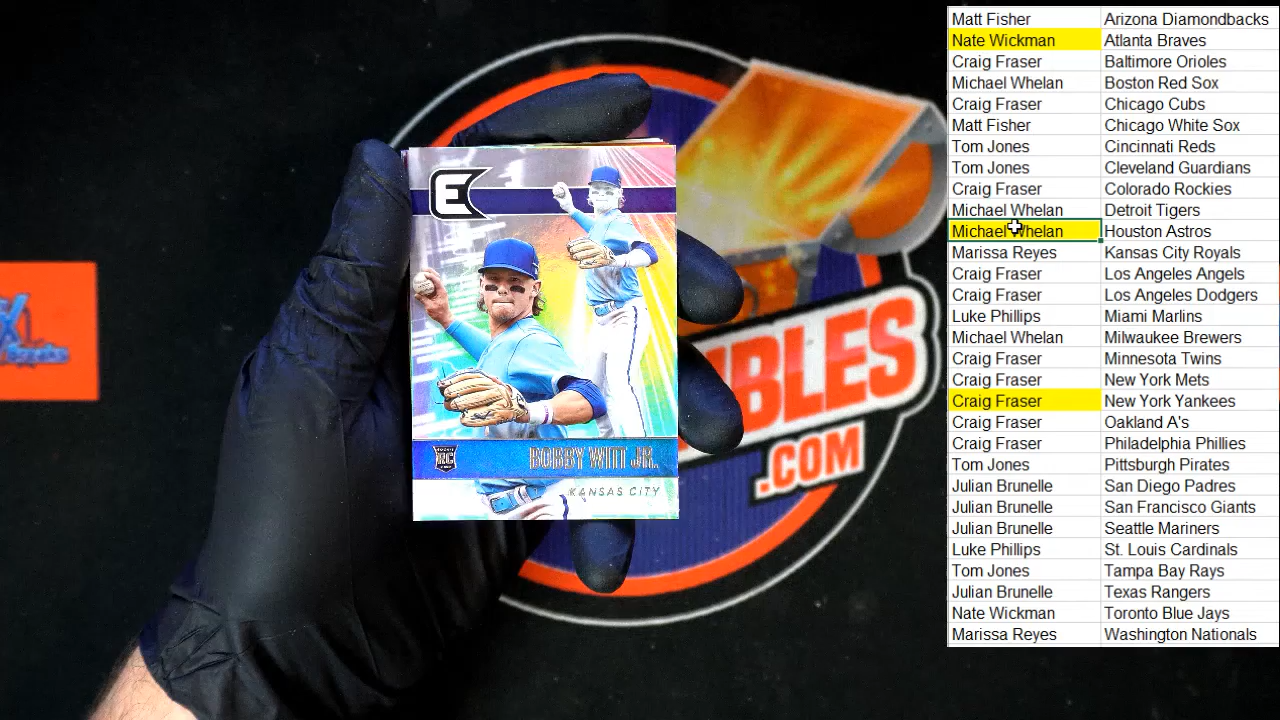 E
RC
BOBBY WITT JR.
KANSAS CITY
BLES
.COM
X
Breaks
Matt Fisher Arizona Diamondbacks
Nate Wickman Atlanta Braves
Craig Fraser Baltimore Orioles
Michael Whelan Boston Red Sox
Craig Fraser Chicago Cubs
Matt Fisher Chicago White Sox
Tom Jones Cincinnati Reds
Tom Jones Cleveland Guardians
Craig Fraser Colorado Rockies
Michael Whelan Detroit Tigers
Michael Whelan Houston Astros
Marissa Reyes Kansas City Royals
Craig Fraser Los Angeles Angels
Craig Fraser Los Angeles Dodgers
Luke Phillips Miami Marlins
Michael Whelan Milwaukee Brewers
Craig Fraser Minnesota Twins
Craig Fraser New York Mets
Craig Fraser New York Yankees
Craig Fraser Oakland A's
Craig Fraser Philadelphia Phillies
Tom Jones Pittsburgh Pirates
Julian Brunelle San Diego Padres
Julian Brunelle San Francisco Giants
Julian Brunelle Seattle Mariners
Luke Phillips St. Louis Cardinals
Tom Jones Tampa Bay Rays
Julian Brunelle Texas Rangers
Nate Wickman Toronto Blue Jays
Marissa Reyes Washington Nationals